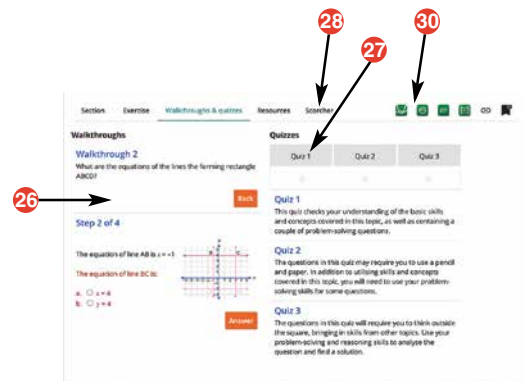 28
30
27
Section Exercise Walkthroughs & quizzes Resources Scorcher
Walkthroughs
Quizzes
Walkthrough 2
What are the equations of the lines the forming rectangle
ABCD?
Quiz 1 Quiz 2 Quiz 3
Back
26
Step 2 of 4
The equation of line AB is x = −1
The equation of line BC is:
a. x = 4
b. y = 4
Answer
Quiz 1
This quiz checks your understanding of the basic skills
and concepts covered in this topic, as well as containing a
couple of problem-solving questions.
Quiz 2
The questions in this quiz may require you to use a pencil
and paper. In addition to utilising skills and concepts
covered in this topic, you will need to use your problem-
solving skills for some questions.
Quiz 3
The questions in this quiz will require you to think outside
the square, bringing in skills from other topics. Use your
problem-solving and reasoning skills to analyse the
question and find a solution.